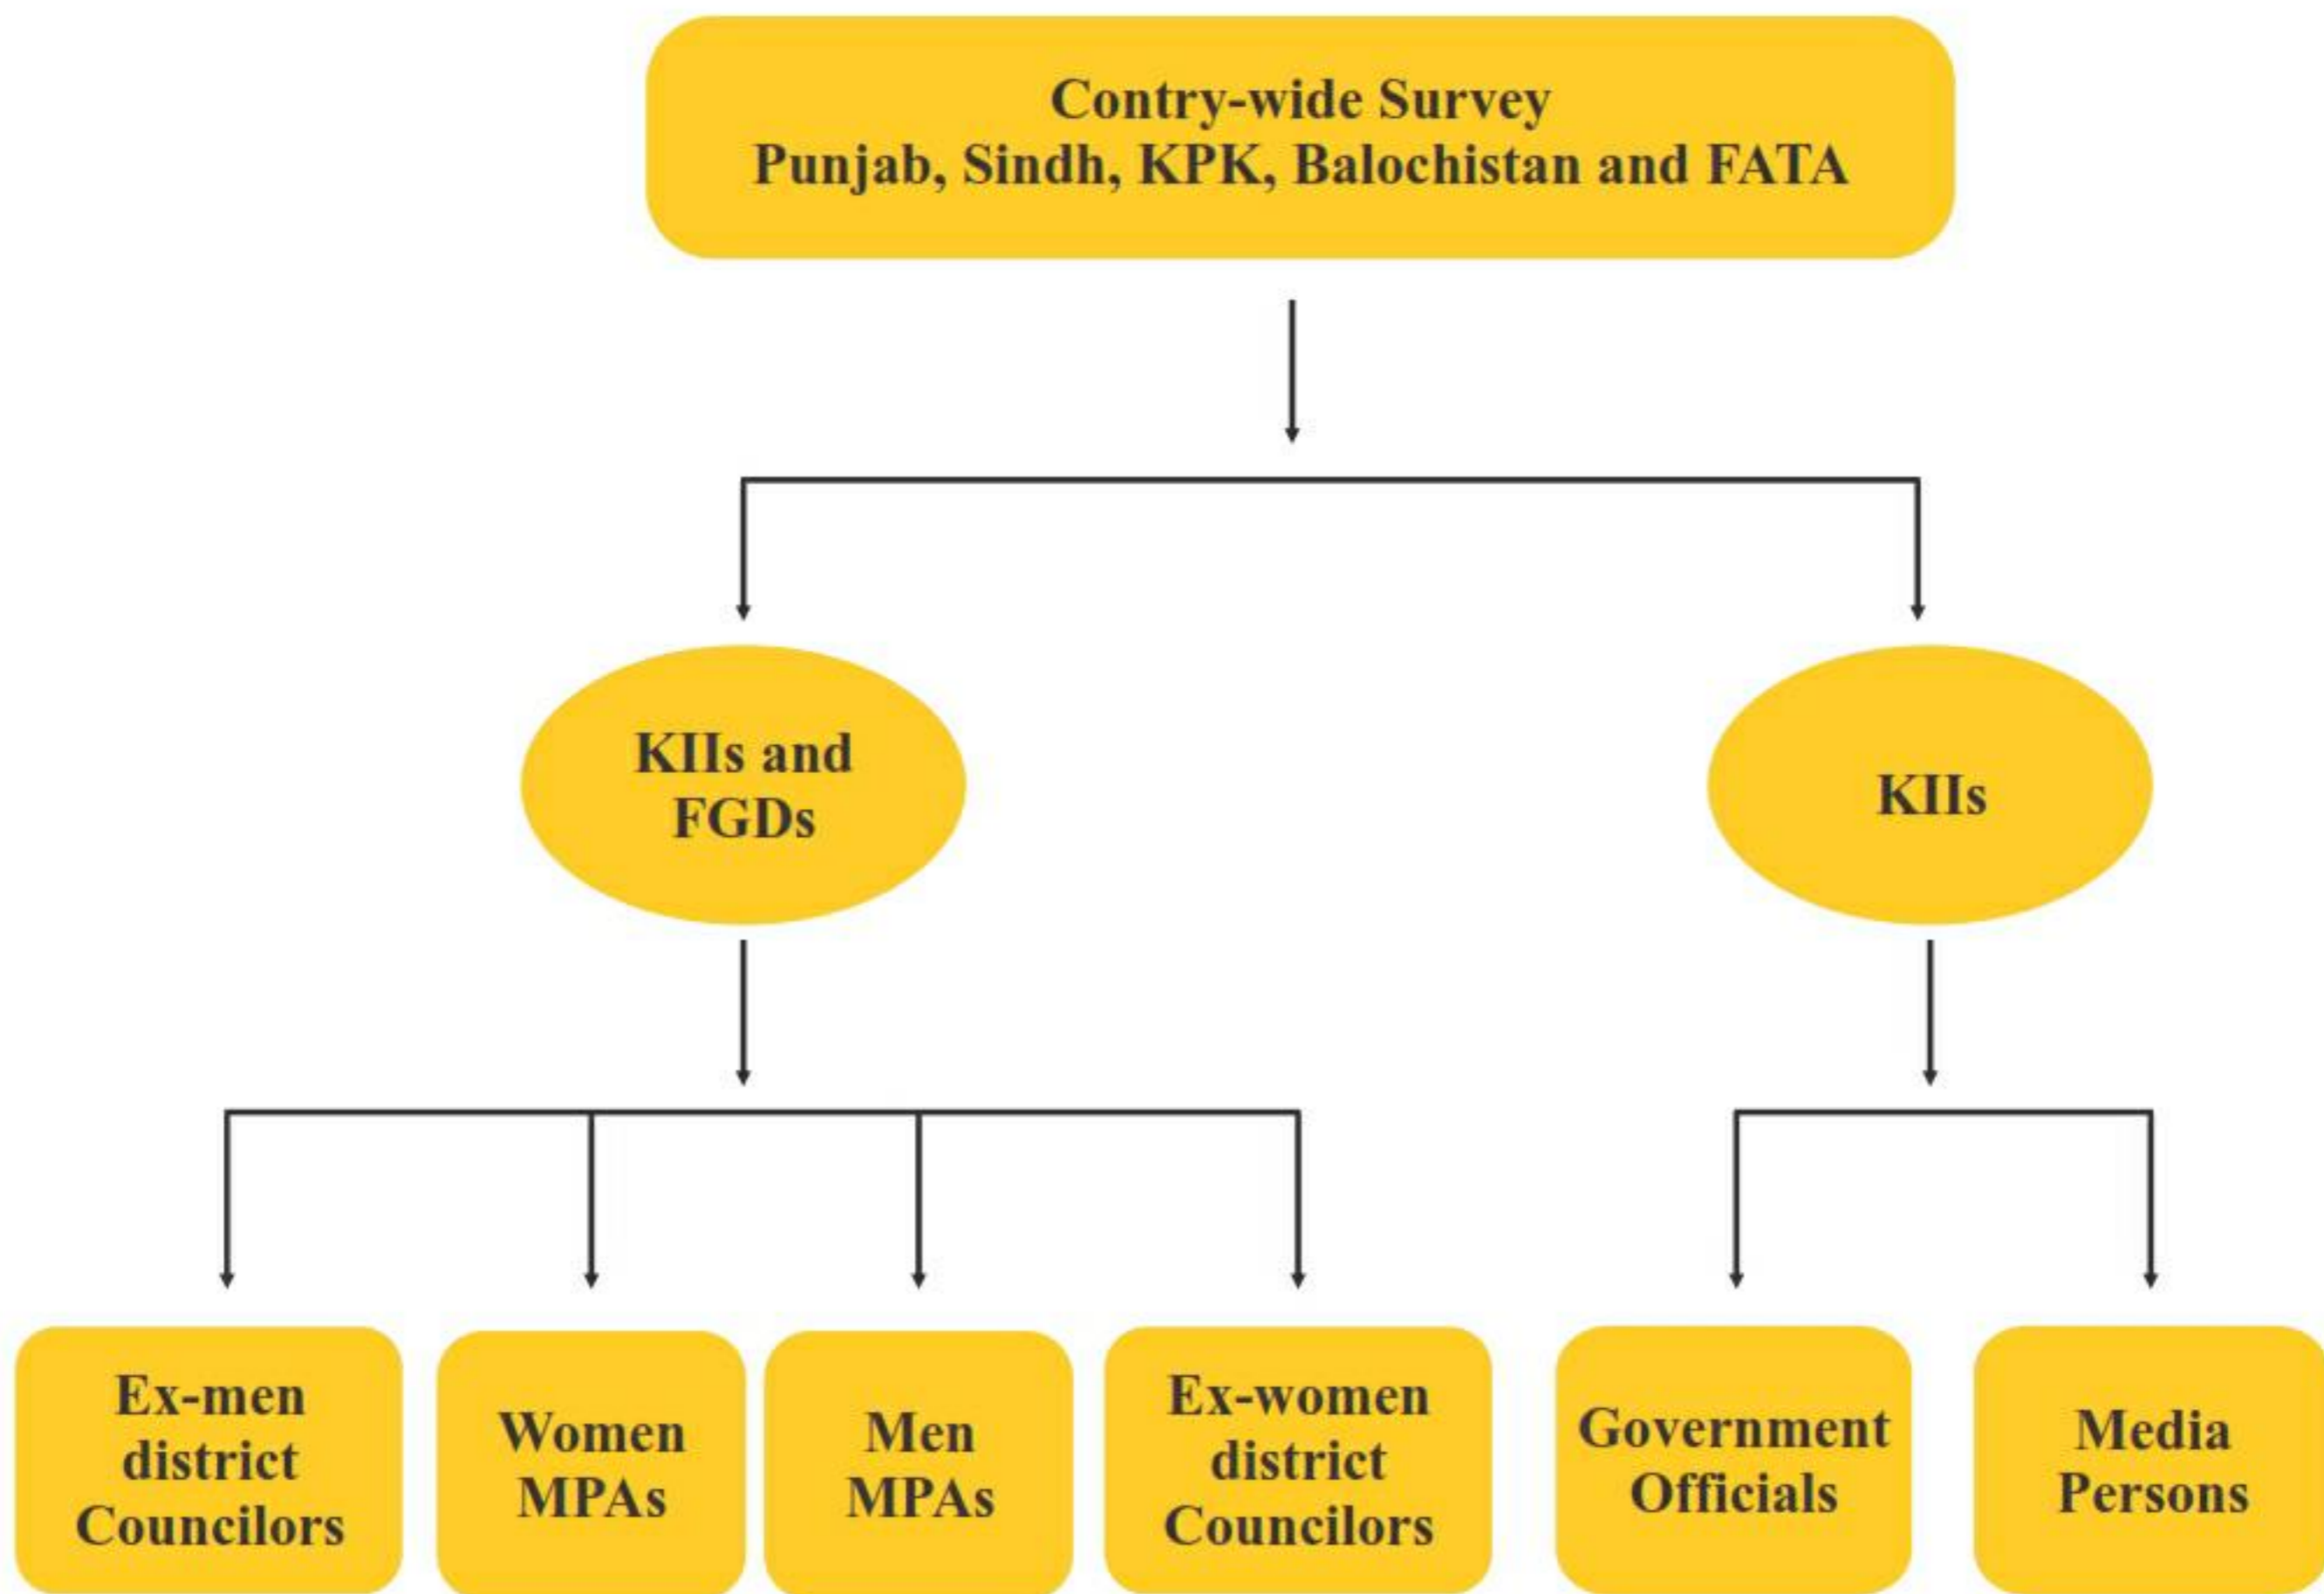 Contry-wide Survey
Punjab, Sindh, KPK, Balochistan and FATA
KIIs and
FGDs
KIIs
Ex-men
district
Councilors
Women
MPAs
Men
MPAs
Ex-women
district
Councilors
Government
Officials
Media
Persons